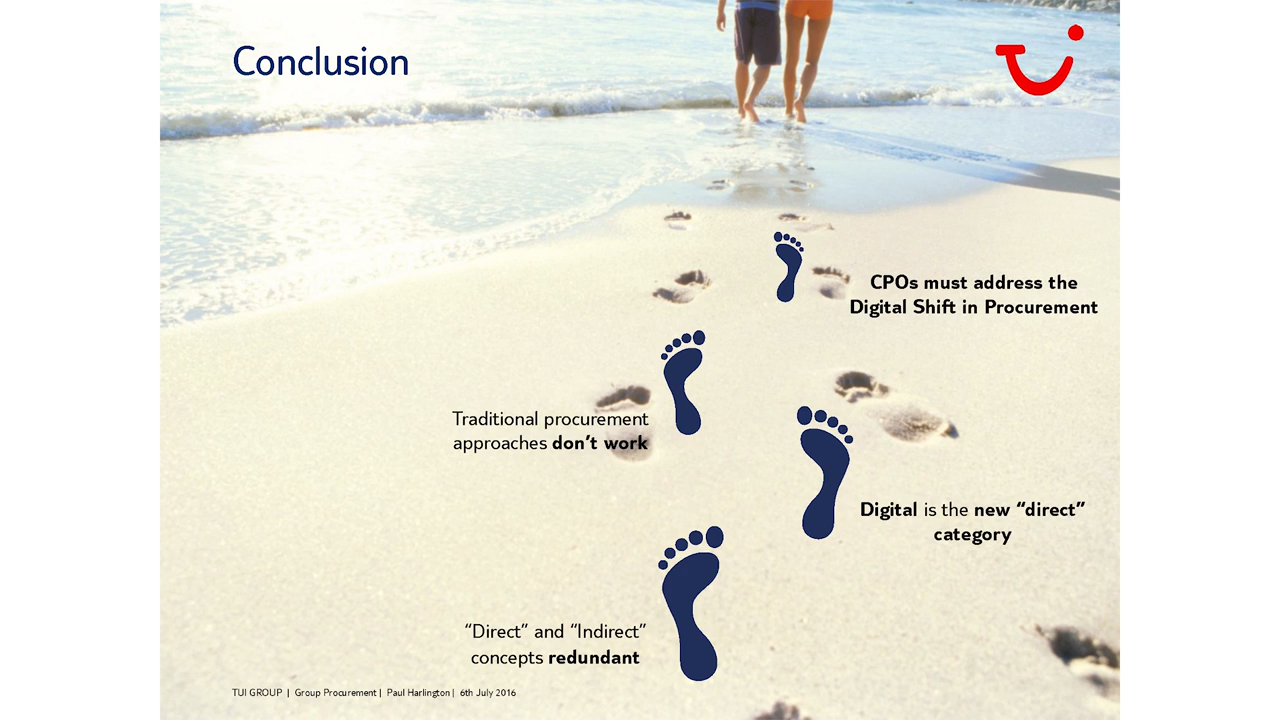 Conclusion
CPOs must address the
Digital Shift in Procurement
Traditional procurement
approaches don’t work
Digital is the new “direct”
category
“Direct” and “Indirect”
concepts redundant
TUI GROUP | Group Procurement | Paul Harlington | 6th July 2016